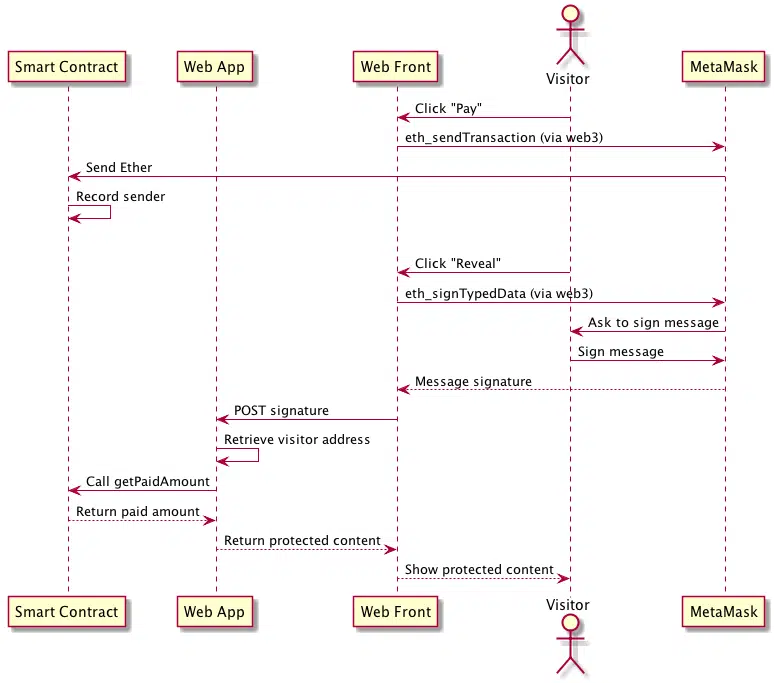 Smart Contract
Web App
Web Front
Visitor
MetaMask
Click "Pay"
eth_sendTransaction (via web3)
Send Ether
Record sender
Click "Reveal"
eth_signTypedData (via web3)
Ask to sign message
Sign message
Message signature
POST signature
Retrieve visitor address
Call getPaidAmount
Return paid amount
Return protected content
Show protected content
Smart Contract
Web App
Web Front
Visitor
MetaMask